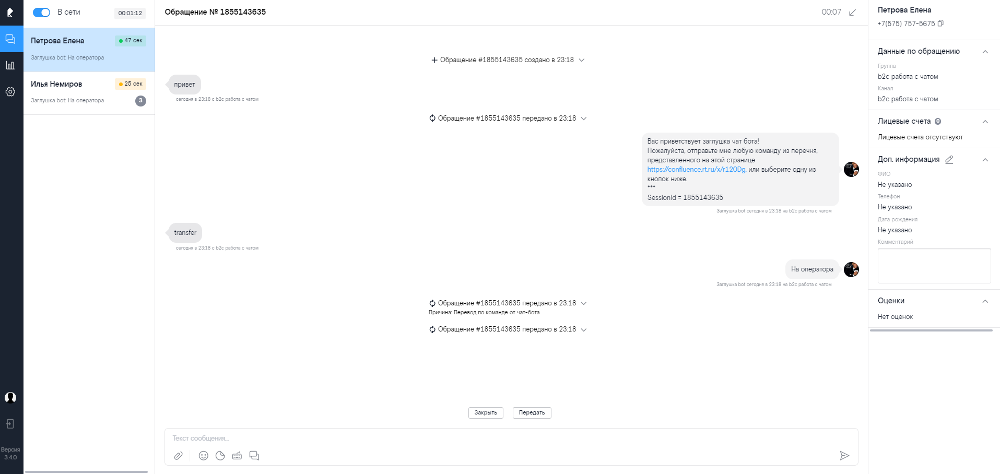 В сети
00:01:12
Петрова Елена
47 сек
Заглушка bot: На оператора
Илья Немиров
25 сек
Заглушка bot: На оператора
3
Версия
3.4.0
Обращение № 1855143635
00:07
Обращение #1855143635 создано в 23:18
привет
сегодня в 23:18 с b2c работа с чатом
Обращение #1855143635 передано в 23:18
Вас приветствует заглушка чат бота!
Пожалуйста, отправьте мне любую команду из перечня,
представленного на этой странице
https://confluence.rt.ru/x/r120Dg, или выберите одну из
кнопок ниже.
***
SessionId = 1855143635
Заглушка bot сегодня в 23:18 на b2c работа с чатом
transfer
сегодня в 23:18 с b2c работа с чатом
На оператора
Заглушка bot сегодня в 23:18 на b2c работа с чатом
Обращение #1855143635 передано в 23:18
Причина: Перевод по команде от чат-бота
Обращение #1855143635 передано в 23:18
Закрыть
Передать
Текст сообщения...
Петрова Елена
+7(575) 757-5675
Данные по обращению
Группа
b2c работа с чатом
Канал
b2c работа с чатом
Лицевые счета 0
Лицевые счета отсутствуют
Доп. информация
ФИО
Не указано
Телефон
Не указано
Дата рождения
Не указано
Комментарий
Оценки
Нет оценок